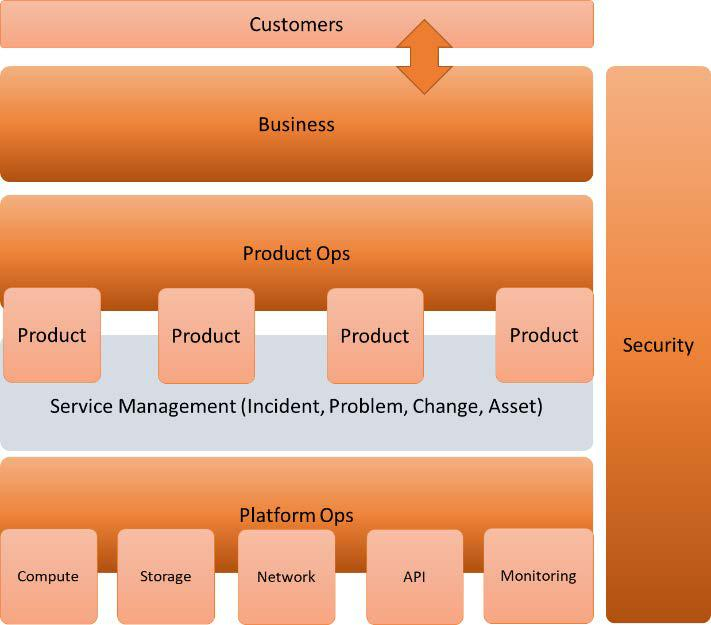 Customers
Business
Product Ops
Product
Product
Product
Product
Security
Service Management (Incident, Problem, Change, Asset)
Platform Ops
Compute
Storage
Network
API
Monitoring